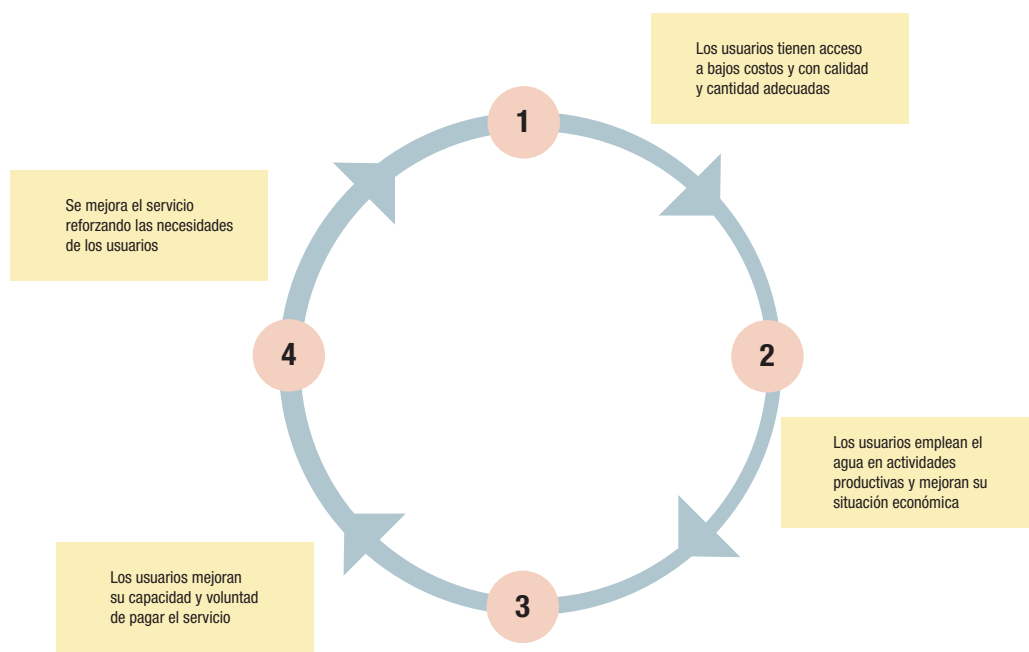 1
Los usuarios tienen acceso
a bajos costos y con calidad
y cantidad adecuadas
2
Los usuarios emplean el
agua en actividades
productivas y mejoran su
situación económica
3
Los usuarios mejoran
su capacidad y voluntad
de pagar el servicio
4
Se mejora el servicio
reforzando las necesidades
de los usuarios